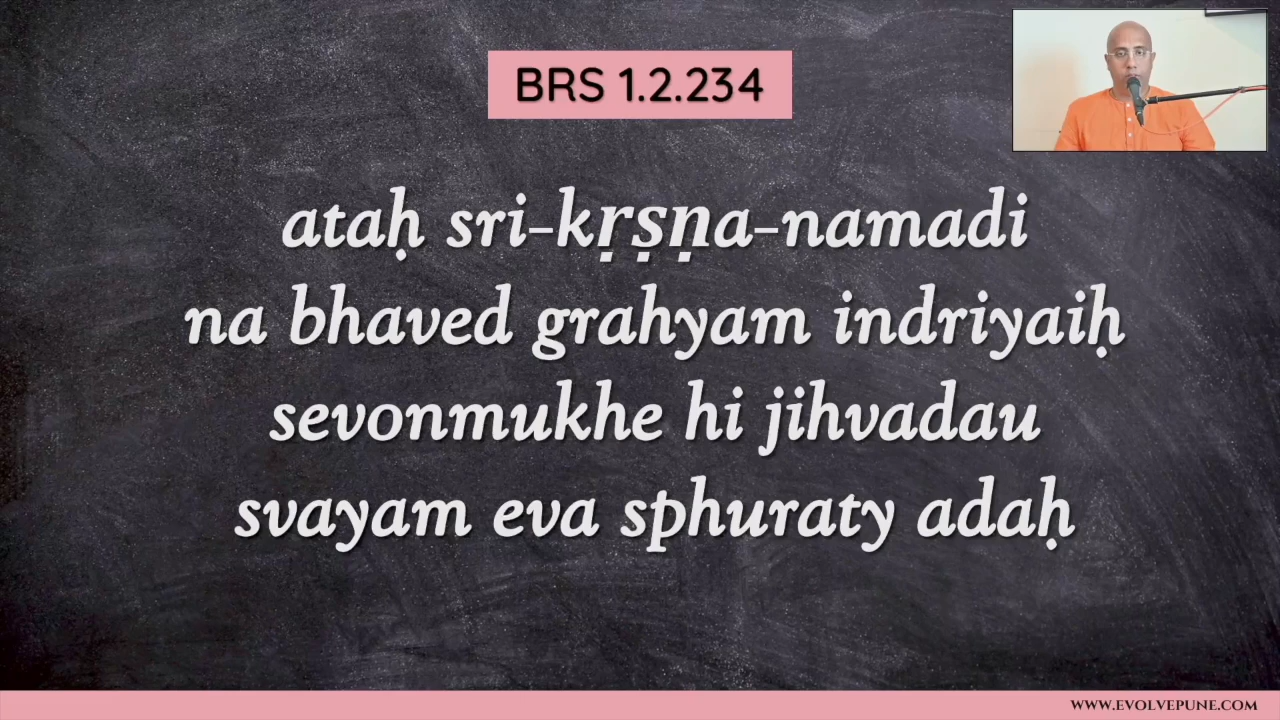 BRS 1.2.234
ataḥ sri-kṛṣṇa-namadi
na bhaved grahyam indriyaiḥ
sevonmukhe hi jihvadau
svayam eva sphuraty adaḥ
WWW.EVOLVEPUNE.COM